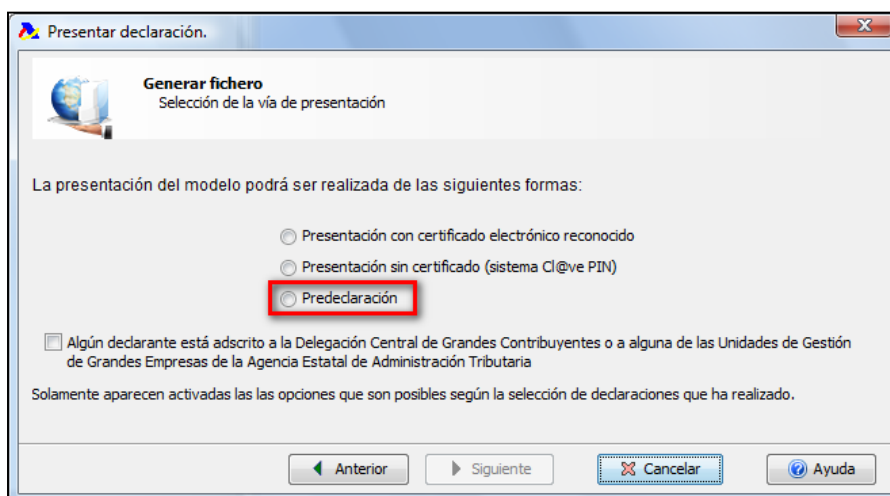 Presentar declaración.
Generar fichero
Selección de la vía de presentación
La presentación del modelo podrá ser realizada de las siguientes formas:
Presentación con certificado electrónico reconocido
Presentación sin certificado (sistema Cl@ve PIN)
Predeclaración
Algún declarante está adscrito a la Delegación Central de Grandes Contribuyentes o a alguna de las Unidades de Gestión
de Grandes Empresas de la Agencia Estatal de Administración Tributaria
Solamente aparecen activadas las las opciones que son posibles según la selección de declaraciones que ha realizado.
Anterior
Siguiente
Cancelar
Ayuda